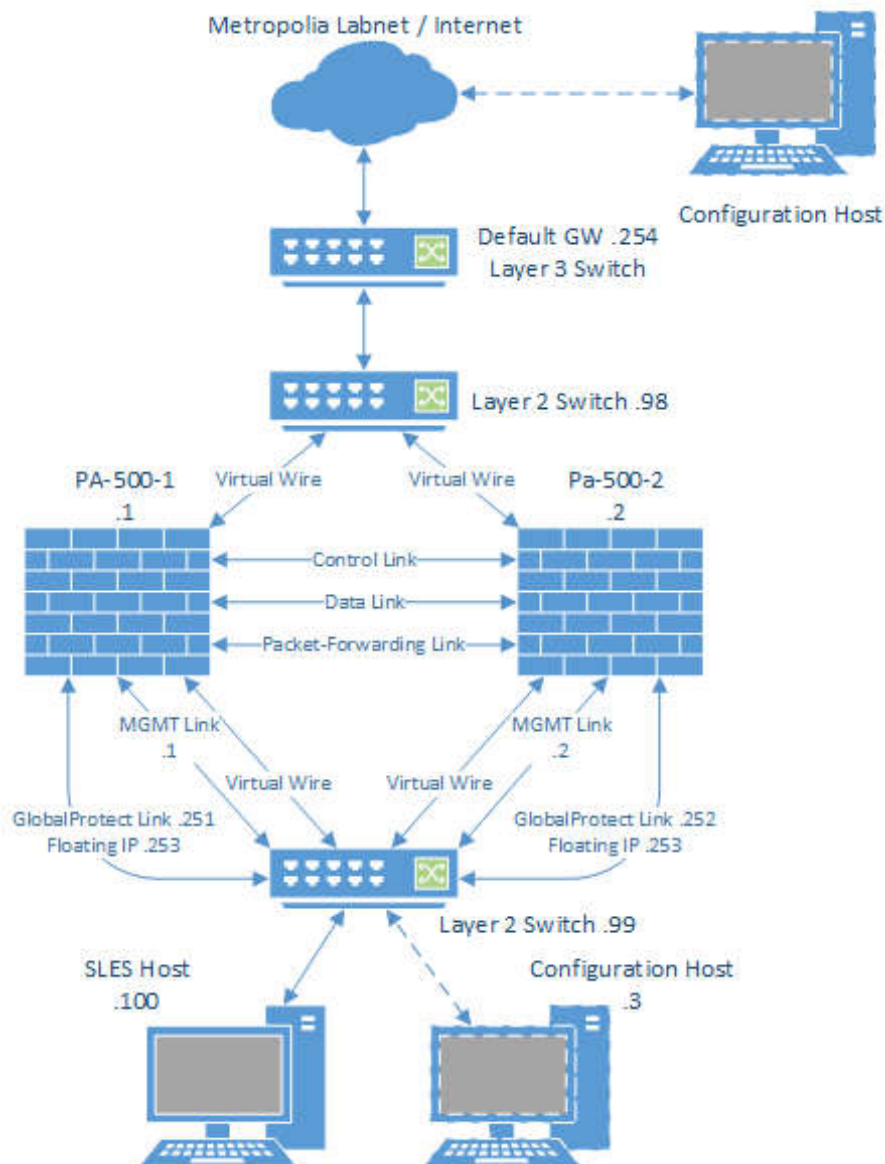 Metropolia Labnet / Internet
Configuration Host
Default GW .254
Layer 3 Switch
Layer 2 Switch .98
PA-500-1
.1
Virtual Wire
Virtual Wire
Pa-500-2
.2
Control Link
Data Link
Packet-Forwarding Link
MGMT Link
.1
MGMT Link
.2
Virtual Wire
Virtual Wire
GlobalProtect Link .251
Floating IP .253
GlobalProtect Link .252
Floating IP .253
Layer 2 Switch .99
SLES Host
.100
Configuration Host
.3